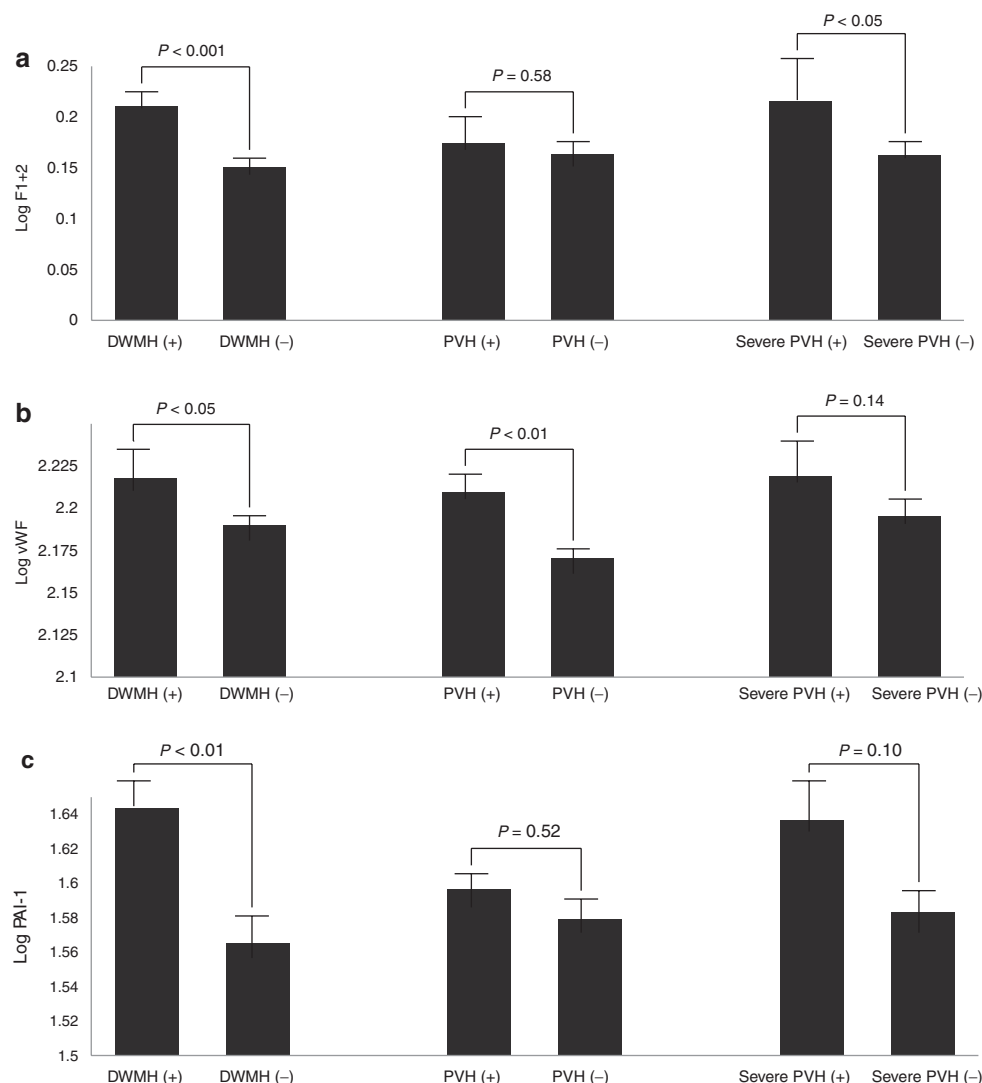 a
P < 0.001
P = 0.58
P < 0.05
Log F1+2
0.25
0.2
0.15
0.1
0.05
0
DWMH (+) DWMH (–) PVH (+) PVH (–) Severe PVH (+) Severe PVH (–)
b
P < 0.05
P < 0.01
P = 0.14
Log vWF
2.225
2.2
2.175
2.15
2.125
2.1
DWMH (+) DWMH (–) PVH (+) PVH (–) Severe PVH (+) Severe PVH (–)
c
P < 0.01
P = 0.52
P = 0.10
Log PAI-1
1.64
1.62
1.6
1.58
1.56
1.54
1.52
1.5
DWMH (+) DWMH (–) PVH (+) PVH (–) Severe PVH (+) Severe PVH (–)